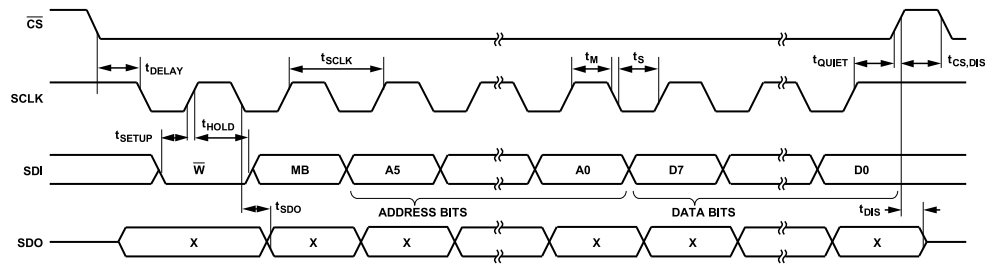 CS
tDELAY
tSCLK
tM
tS
tQUIET
tCS,DIS
SCLK
tSETUP
tHOLD
SDI
W
MB
A5
A0
D7
D0
tSDO
ADDRESS BITS
DATA BITS
tDIS
SDO
X
X
X
X
X
X